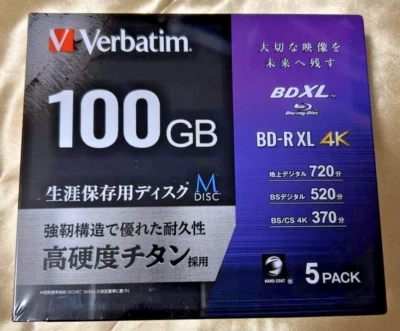 Verbatim
大切な映像を
未来へ残す
100GB
BDXL™
Blu-ray Disc
BD-R XL 4K
生涯保存用ディスク M DISC
地上デジタル 720分
BSデジタル 520分
BS/CS 4K 370分
強靭構造で優れた耐久性
高硬度チタン採用
HARD COAT
5 PACK